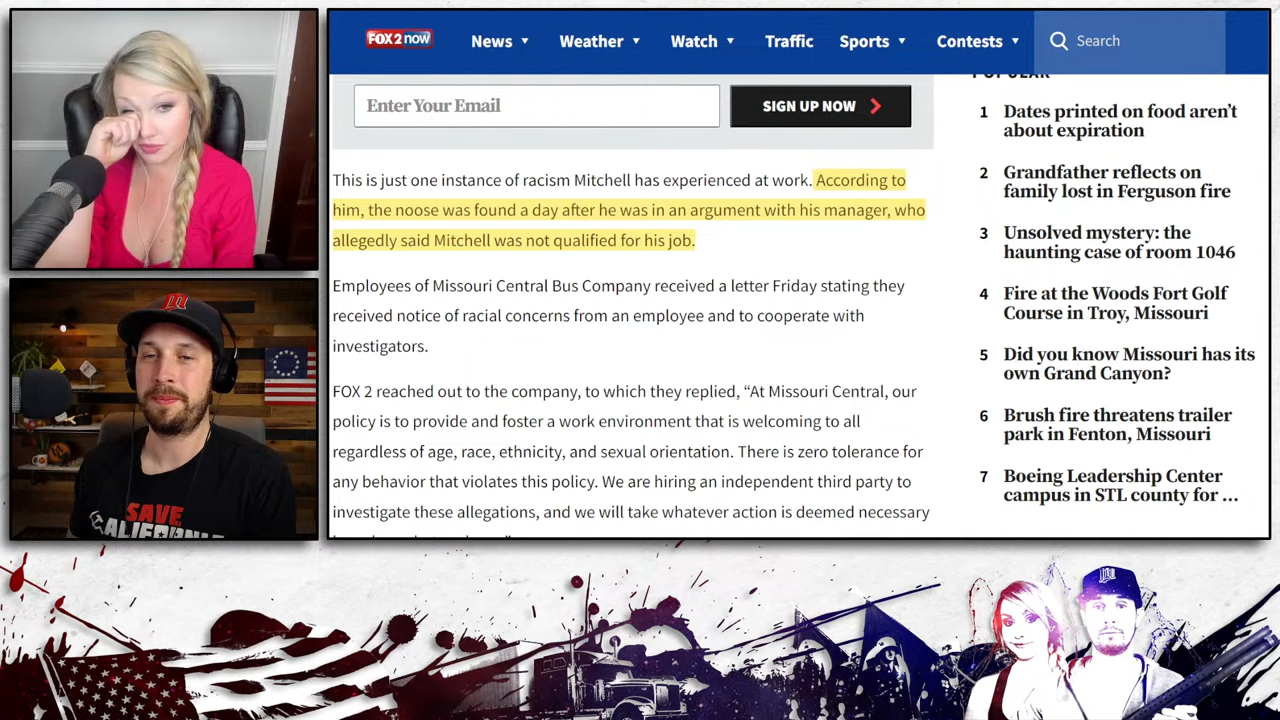 FOX 2 now
News
Weather
Watch
Traffic
Sports
Contests
Search
Enter Your Email
SIGN UP NOW
This is just one instance of racism Mitchell has experienced at work. According to
him, the noose was found a day after he was in an argument with his manager, who
allegedly said Mitchell was not qualified for his job.
Employees of Missouri Central Bus Company received a letter Friday stating they
received notice of racial concerns from an employee and to cooperate with
investigators.
FOX 2 reached out to the company, to which they replied, “At Missouri Central, our
policy is to provide and foster a work environment that is welcoming to all
regardless of age, race, ethnicity, and sexual orientation. There is zero tolerance for
any behavior that violates this policy. We are hiring an independent third party to
investigate these allegations, and we will take whatever action is deemed necessary
POPULAR
1 Dates printed on food aren’t
about expiration
2 Grandfather reflects on
family lost in Ferguson fire
3 Unsolved mystery: the
haunting case of room 1046
4 Fire at the Woods Fort Golf
Course in Troy, Missouri
5 Did you know Missouri has its
own Grand Canyon?
6 Brush fire threatens trailer
park in Fenton, Missouri
7 Boeing Leadership Center
campus in STL county for ...
SAVE
CALIFORNIA